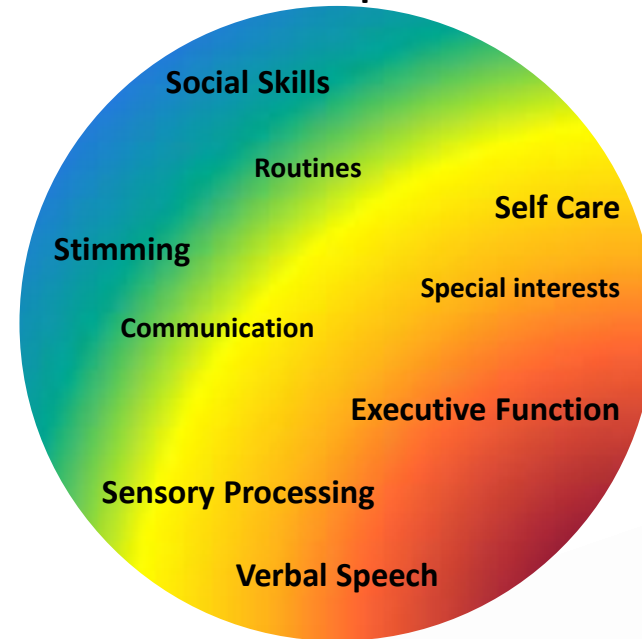 Social Skills
Routines
Self Care
Stimming
Special interests
Communication
Executive Function
Sensory Processing
Verbal Speech